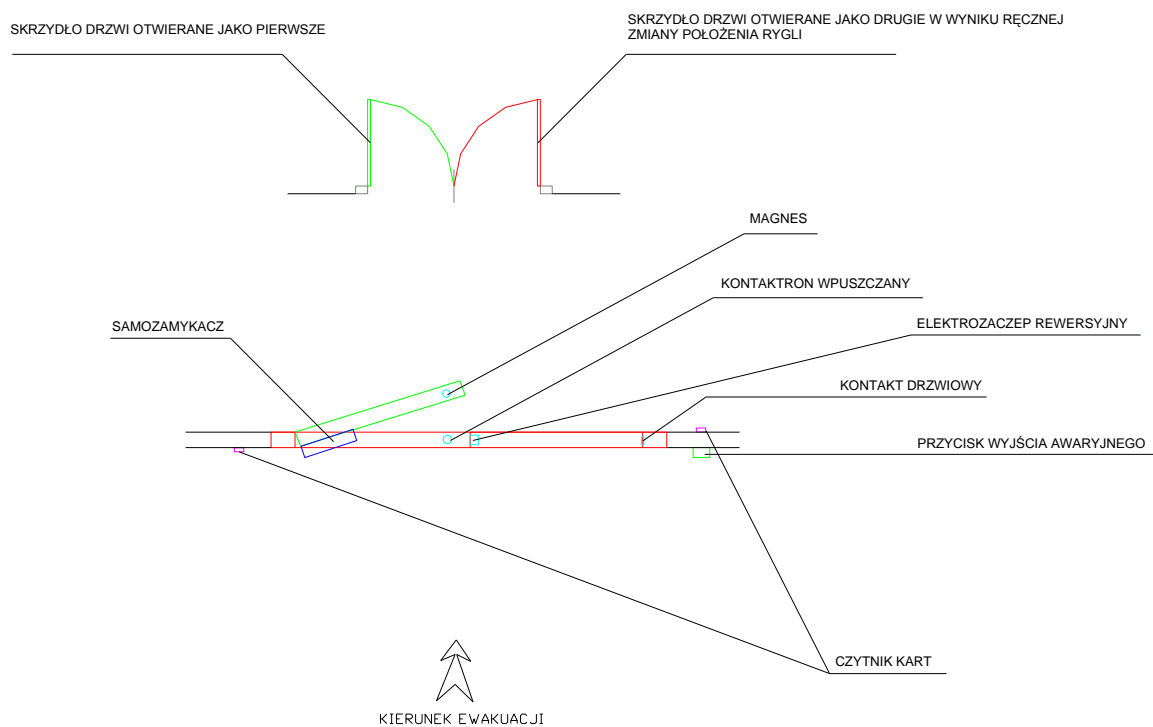 SKRZYDŁO DRZWI OTWIERANE JAKO PIERWSZE
SKRZYDŁO DRZWI OTWIERANE JAKO DRUGIE W WYNIKU RĘCZNEJ
ZMIANY POŁOŻENIA RYGLI
MAGNES
KONTAKTRON WPUSZCZANY
SAMOZAMYKACZ
ELEKTROZACZEP REWERSYJNY
KONTAKT DRZWIOWY
PRZYCISK WYJŚCIA AWARYJNEGO
CZYTNIK KART
KIERUNEK EWAKUACJI